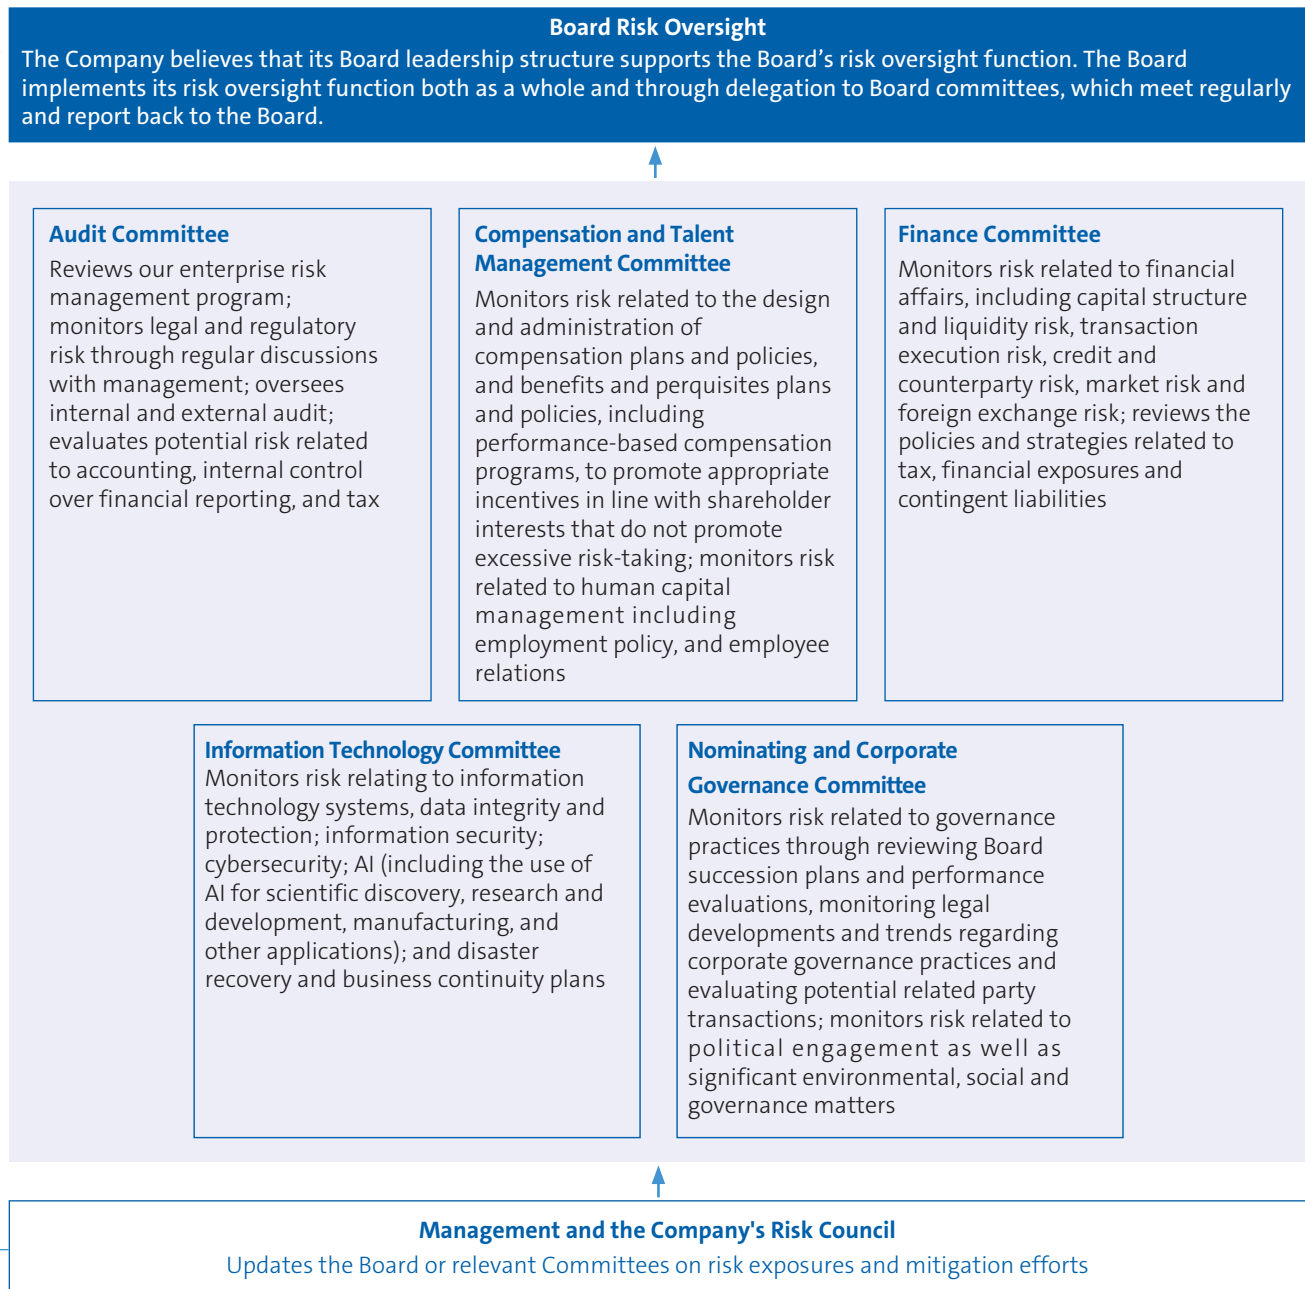 Board Risk Oversight
The Company believes that its Board leadership structure supports the Board’s risk oversight function. The Board
implements its risk oversight function both as a whole and through delegation to Board committees, which meet regularly
and report back to the Board.
Audit Committee
Reviews our enterprise risk
management program;
monitors legal and regulatory
risk through regular discussions
with management; oversees
internal and external audit;
evaluates potential risk related
to accounting, internal control
over financial reporting, and tax
Compensation and Talent
Management Committee
Monitors risk related to the design
and administration of
compensation plans and policies,
and benefits and perquisites plans
and policies, including
performance-based compensation
programs, to promote appropriate
incentives in line with shareholder
interests that do not promote
excessive risk-taking; monitors risk
related to human capital
management including
employment policy, and employee
relations
Finance Committee
Monitors risk related to financial
affairs, including capital structure
and liquidity risk, transaction
execution risk, credit and
counterparty risk, market risk and
foreign exchange risk; reviews the
policies and strategies related to
tax, financial exposures and
contingent liabilities
Information Technology Committee
Monitors risk relating to information
technology systems, data integrity and
protection; information security;
cybersecurity; AI (including the use of
AI for scientific discovery, research and
development, manufacturing, and
other applications); and disaster
recovery and business continuity plans
Nominating and Corporate
Governance Committee
Monitors risk related to governance
practices through reviewing Board
succession plans and performance
evaluations, monitoring legal
developments and trends regarding
corporate governance practices and
evaluating potential related party
transactions; monitors risk related to
political engagement as well as
significant environmental, social and
governance matters
Management and the Company's Risk Council
Updates the Board or relevant Committees on risk exposures and mitigation efforts